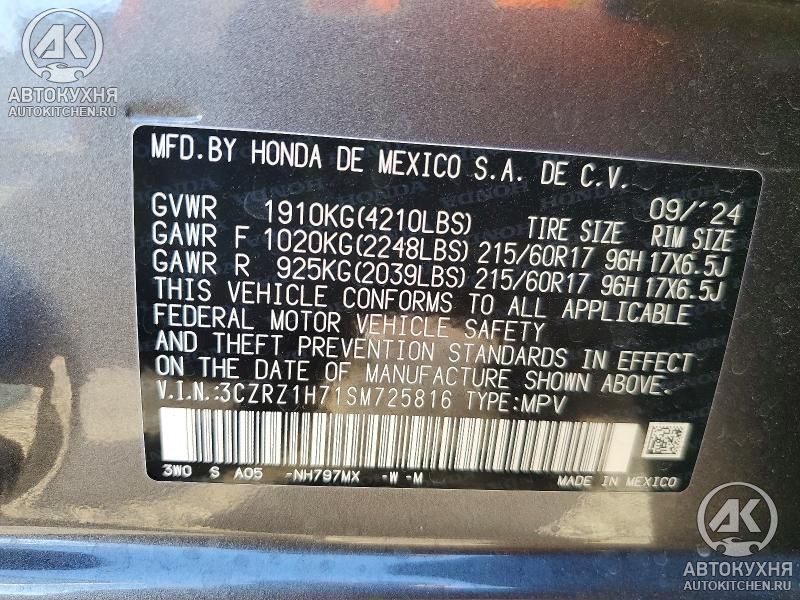 AK
АВТОКУХНЯ
AUTOKITCHEN.RU
MFD.BY HONDA DE MEXICO S.A. DE C.V.
09/'24
GVWR 1910KG(4210LBS) TIRE SIZE RIM SIZE
GAWR F 1020KG(2248LBS) 215/60R17 96H 17X6.5J
GAWR R 925KG(2039LBS) 215/60R17 96H 17X6.5J
THIS VEHICLE CONFORMS TO ALL APPLICABLE
FEDERAL MOTOR VEHICLE SAFETY
AND THEFT PREVENTION STANDARDS IN EFFECT
ON THE DATE OF MANUFACTURE SHOWN ABOVE.
V.I.N.:3CZRZ1H71SM725816 TYPE:MPV
3W0 S A05 -NH797MX -W -M MADE IN MEXICO
AK
АВТОКУХНЯ
AUTOKITCHEN.RU